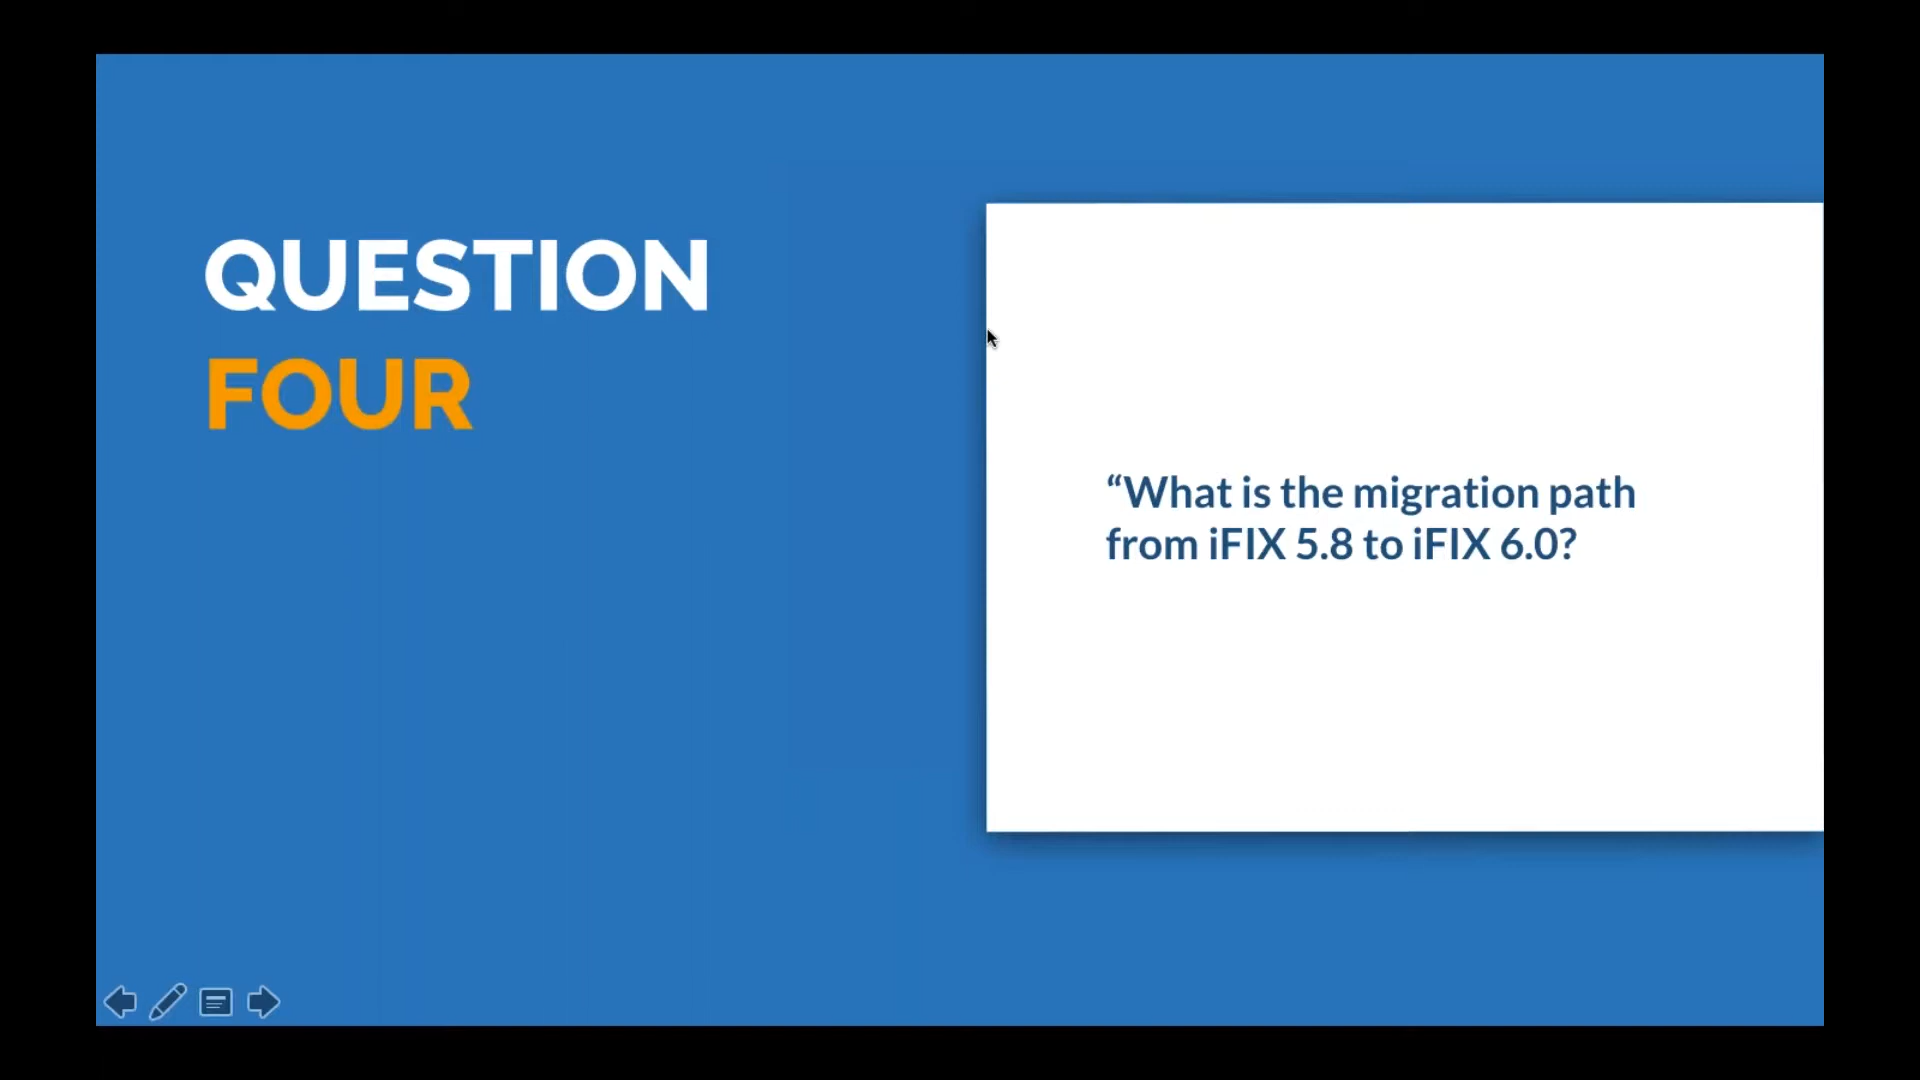 QUESTION
FOUR
“What is the migration path
from iFIX 5.8 to iFIX 6.0?